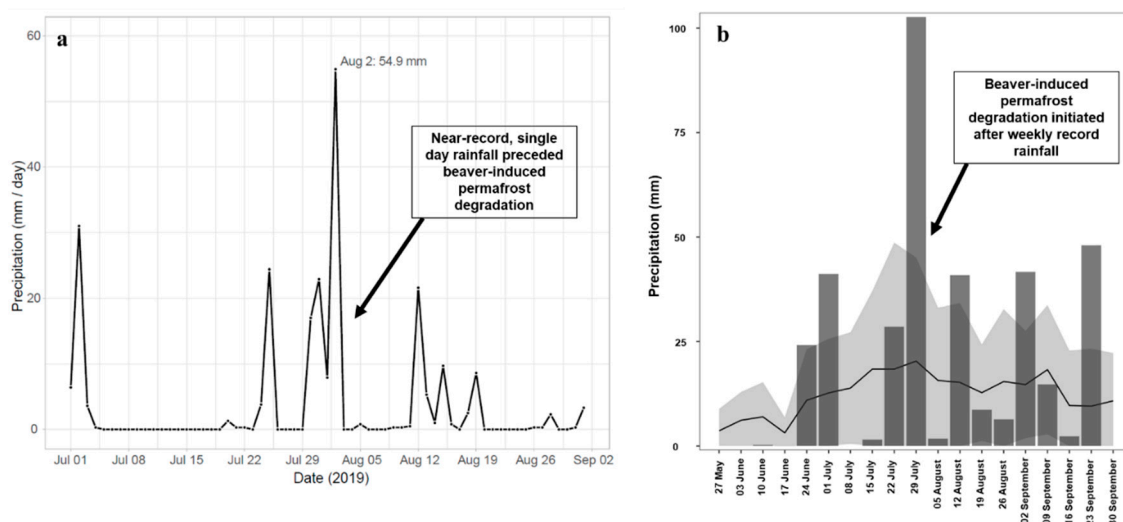 a
60
40
20
0
Precipitation (mm / day)
Aug 2: 54.9 mm
Near-record, single
day rainfall preceded
beaver-induced
permafrost
degradation
Jul 01
Jul 08
Jul 15
Jul 22
Jul 29
Aug 05
Aug 12
Aug 19
Aug 26
Sep 02
Date (2019)
b
100
75
50
25
0
Precipitation (mm)
Beaver-induced
permafrost
degradation initiated
after weekly record
rainfall
27 May
03 June
10 June
17 June
24 June
01 July
08 July
15 July
22 July
29 July
05 August
12 August
19 August
26 August
02 September
09 September
16 September
23 September
30 September